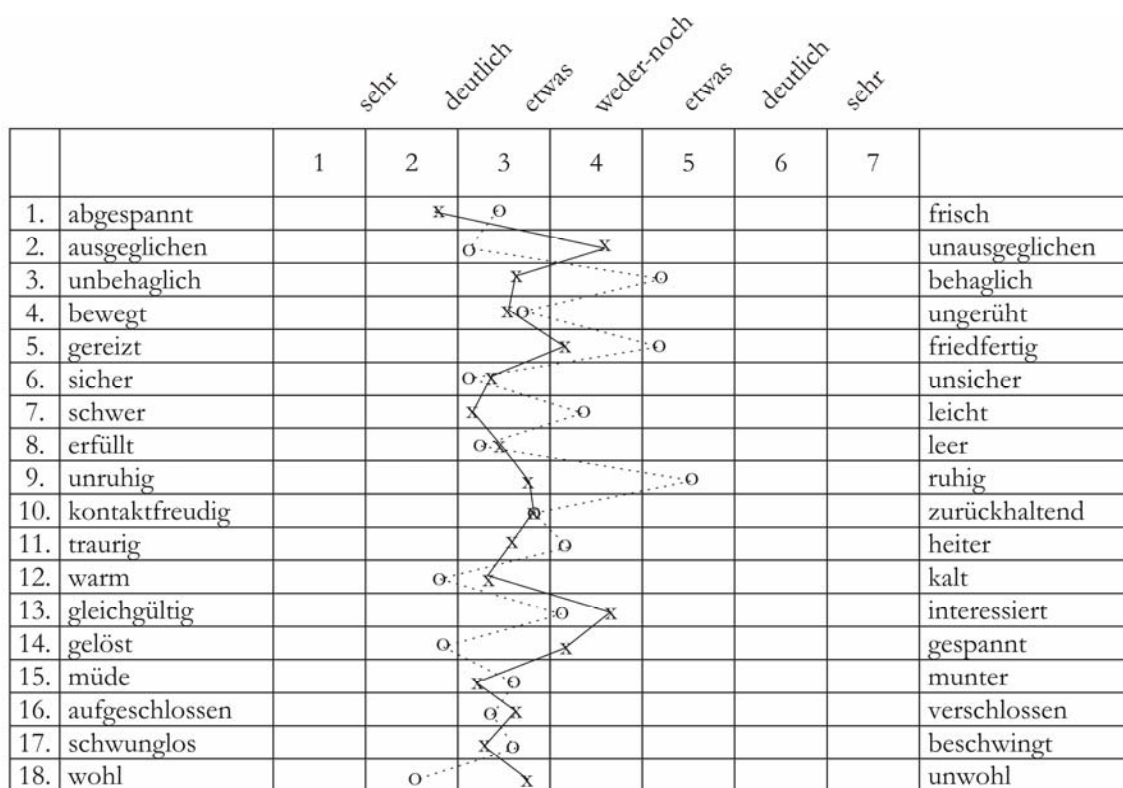 sehr deutlich etwas weder-noch etwas deutlich sehr
1 2 3 4 5 6 7
1. abgespannt frisch
2. ausgeglichen unausgeglichen
3. unbehaglich behaglich
4. bewegt ungerüht
5. gereizt friedfertig
6. sicher unsicher
7. schwer leicht
8. erfüllt leer
9. unruhig ruhig
10. kontaktfreudig zurückhaltend
11. traurig heiter
12. warm kalt
13. gleichgültig interessiert
14. gelöst gespannt
15. müde munter
16. aufgeschlossen verschlossen
17. schwunglos beschwingt
18. wohl unwohl